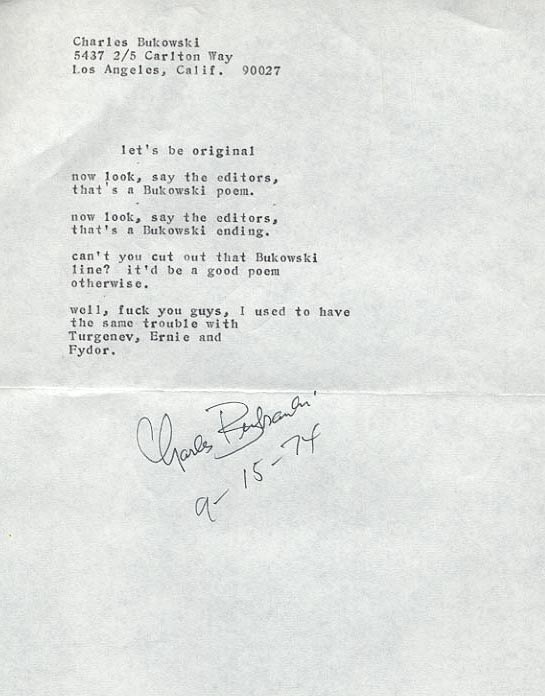 Charles Bukowski
5437 2/5 Carlton Way
Los Angeles, Calif. 90027
let's be original
now look, say the editors,
that's a Bukowski poem.
now look, say the editors,
that's a Bukowski ending.
can't you cut out that Bukowski
line? it'd be a good poem
otherwise.
well, fuck you guys, I used to have
the same trouble with
Turgenev, Ernie and
Fydor.
Charles Bukowski
9-15-74